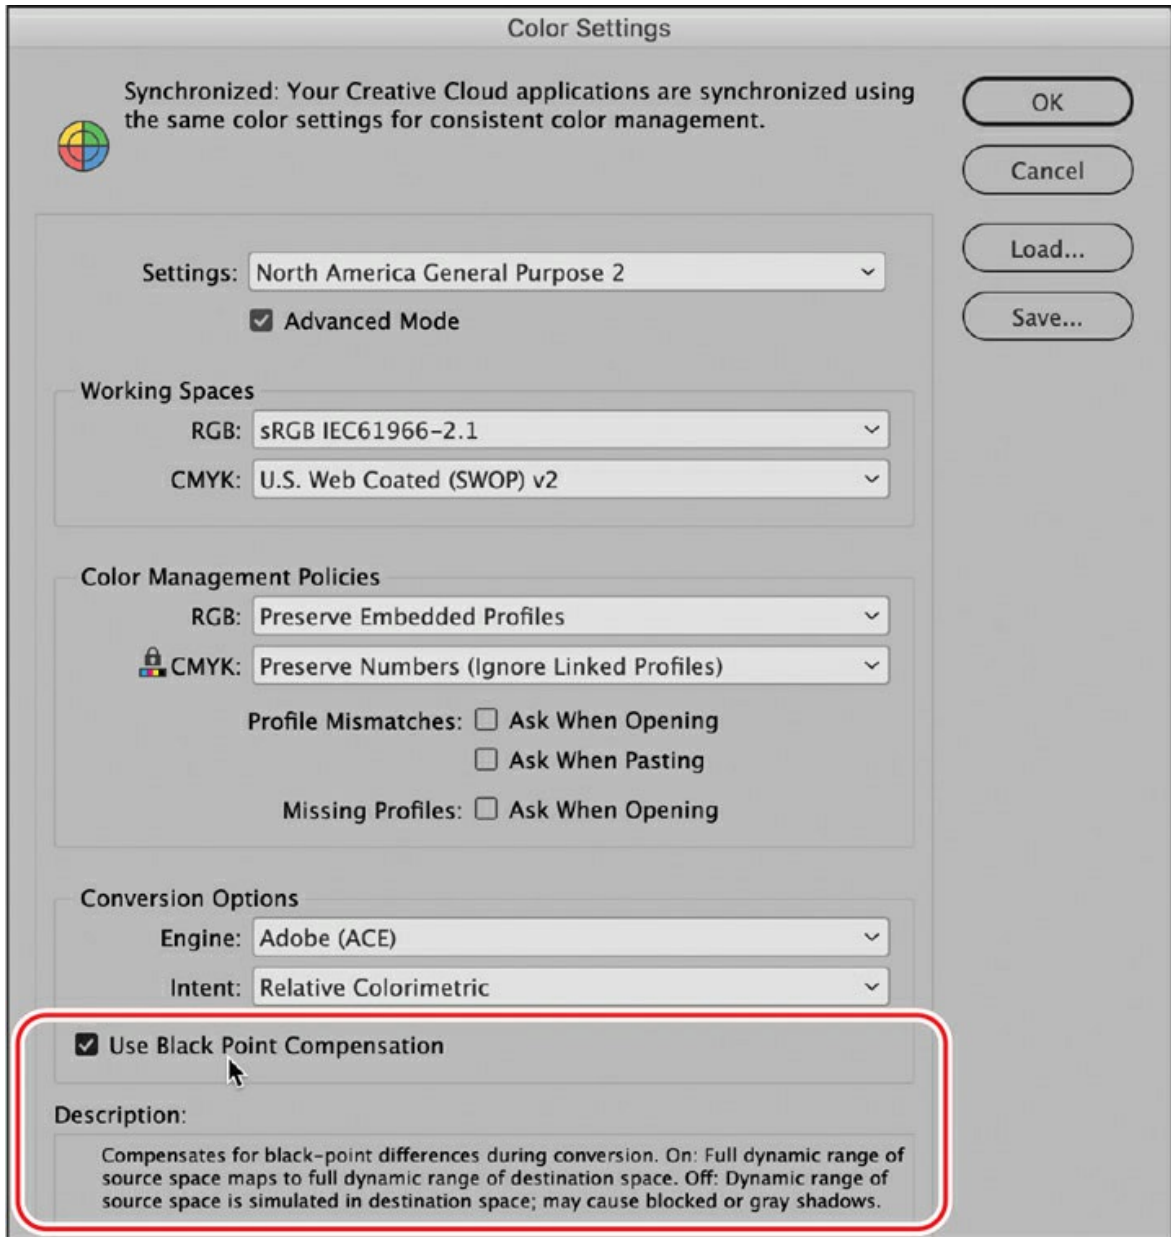 Color Settings
Synchronized: Your Creative Cloud applications are synchronized using
the same color settings for consistent color management.
OK
Cancel
Load...
Save...
Settings: North America General Purpose 2
Advanced Mode
Working Spaces
RGB: sRGB IEC61966-2.1
CMYK: U.S. Web Coated (SWOP) v2
Color Management Policies
RGB: Preserve Embedded Profiles
CMYK: Preserve Numbers (Ignore Linked Profiles)
Profile Mismatches: Ask When Opening
Ask When Pasting
Missing Profiles: Ask When Opening
Conversion Options
Engine: Adobe (ACE)
Intent: Relative Colorimetric
Use Black Point Compensation
Description:
Compensates for black-point differences during conversion. On: Full dynamic range of
source space maps to full dynamic range of destination space. Off: Dynamic range of
source space is simulated in destination space; may cause blocked or gray shadows.